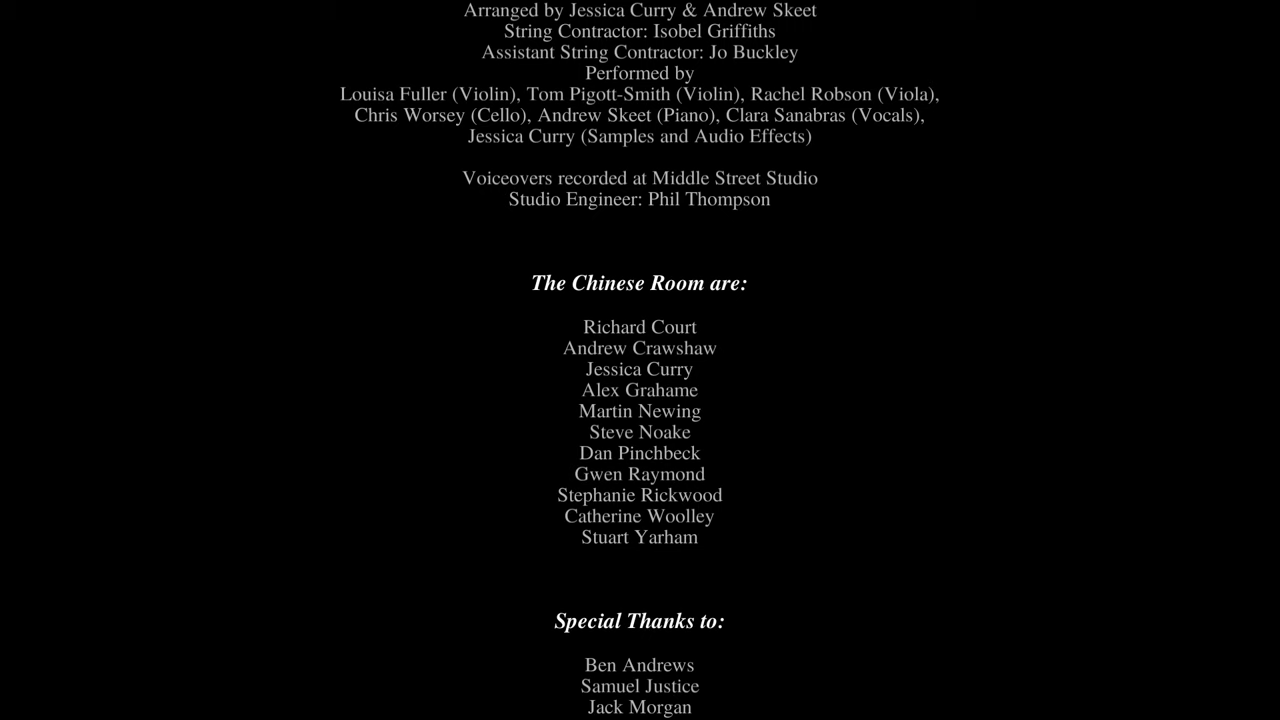 Arranged by Jessica Curry & Andrew Skeet
String Contractor: Isobel Griffiths
Assistant String Contractor: Jo Buckley
Performed by
Louisa Fuller (Violin), Tom Pigott-Smith (Violin), Rachel Robson (Viola),
Chris Worsey (Cello), Andrew Skeet (Piano), Clara Sanabras (Vocals),
Jessica Curry (Samples and Audio Effects)
Voiceovers recorded at Middle Street Studio
Studio Engineer: Phil Thompson
The Chinese Room are:
Richard Court
Andrew Crawshaw
Jessica Curry
Alex Grahame
Martin Newing
Steve Noake
Dan Pinchbeck
Gwen Raymond
Stephanie Rickwood
Catherine Woolley
Stuart Yarham
Special Thanks to:
Ben Andrews
Samuel Justice
Jack Morgan